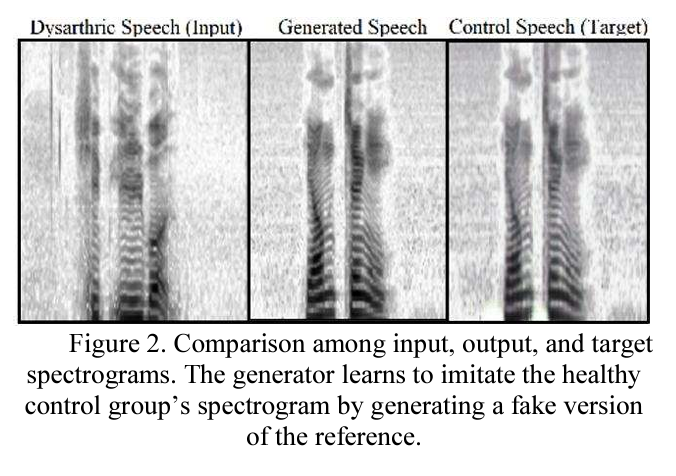 Dysarthric Speech (Input) Generated Speech Control Speech (Target)
Figure 2. Comparison among input, output, and target
spectrograms. The generator learns to imitate the healthy
control group’s spectrogram by generating a fake version
of the reference.